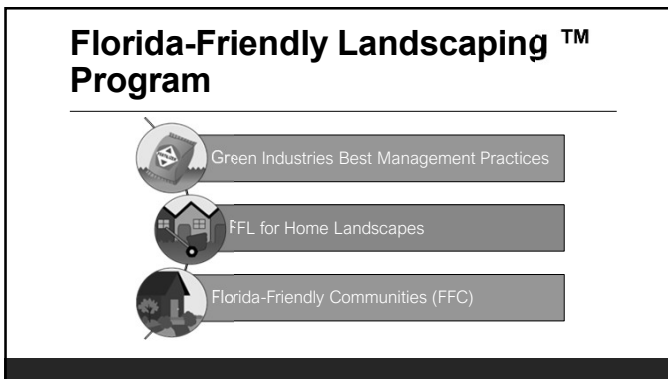 Florida-Friendly Landscaping ™
Program
Green Industries Best Management Practices
FFL for Home Landscapes
Florida-Friendly Communities (FFC)